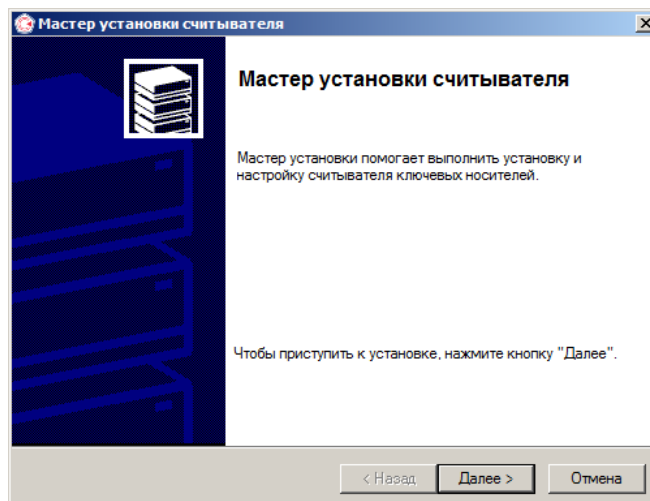 Мастер установки считывателя
Мастер установки считывателя
Мастер установки помогает выполнить установку и
настройку считывателя ключевых носителей.
Чтобы приступить к установке, нажмите кнопку "Далее".
< Назад
Далее >
Отмена